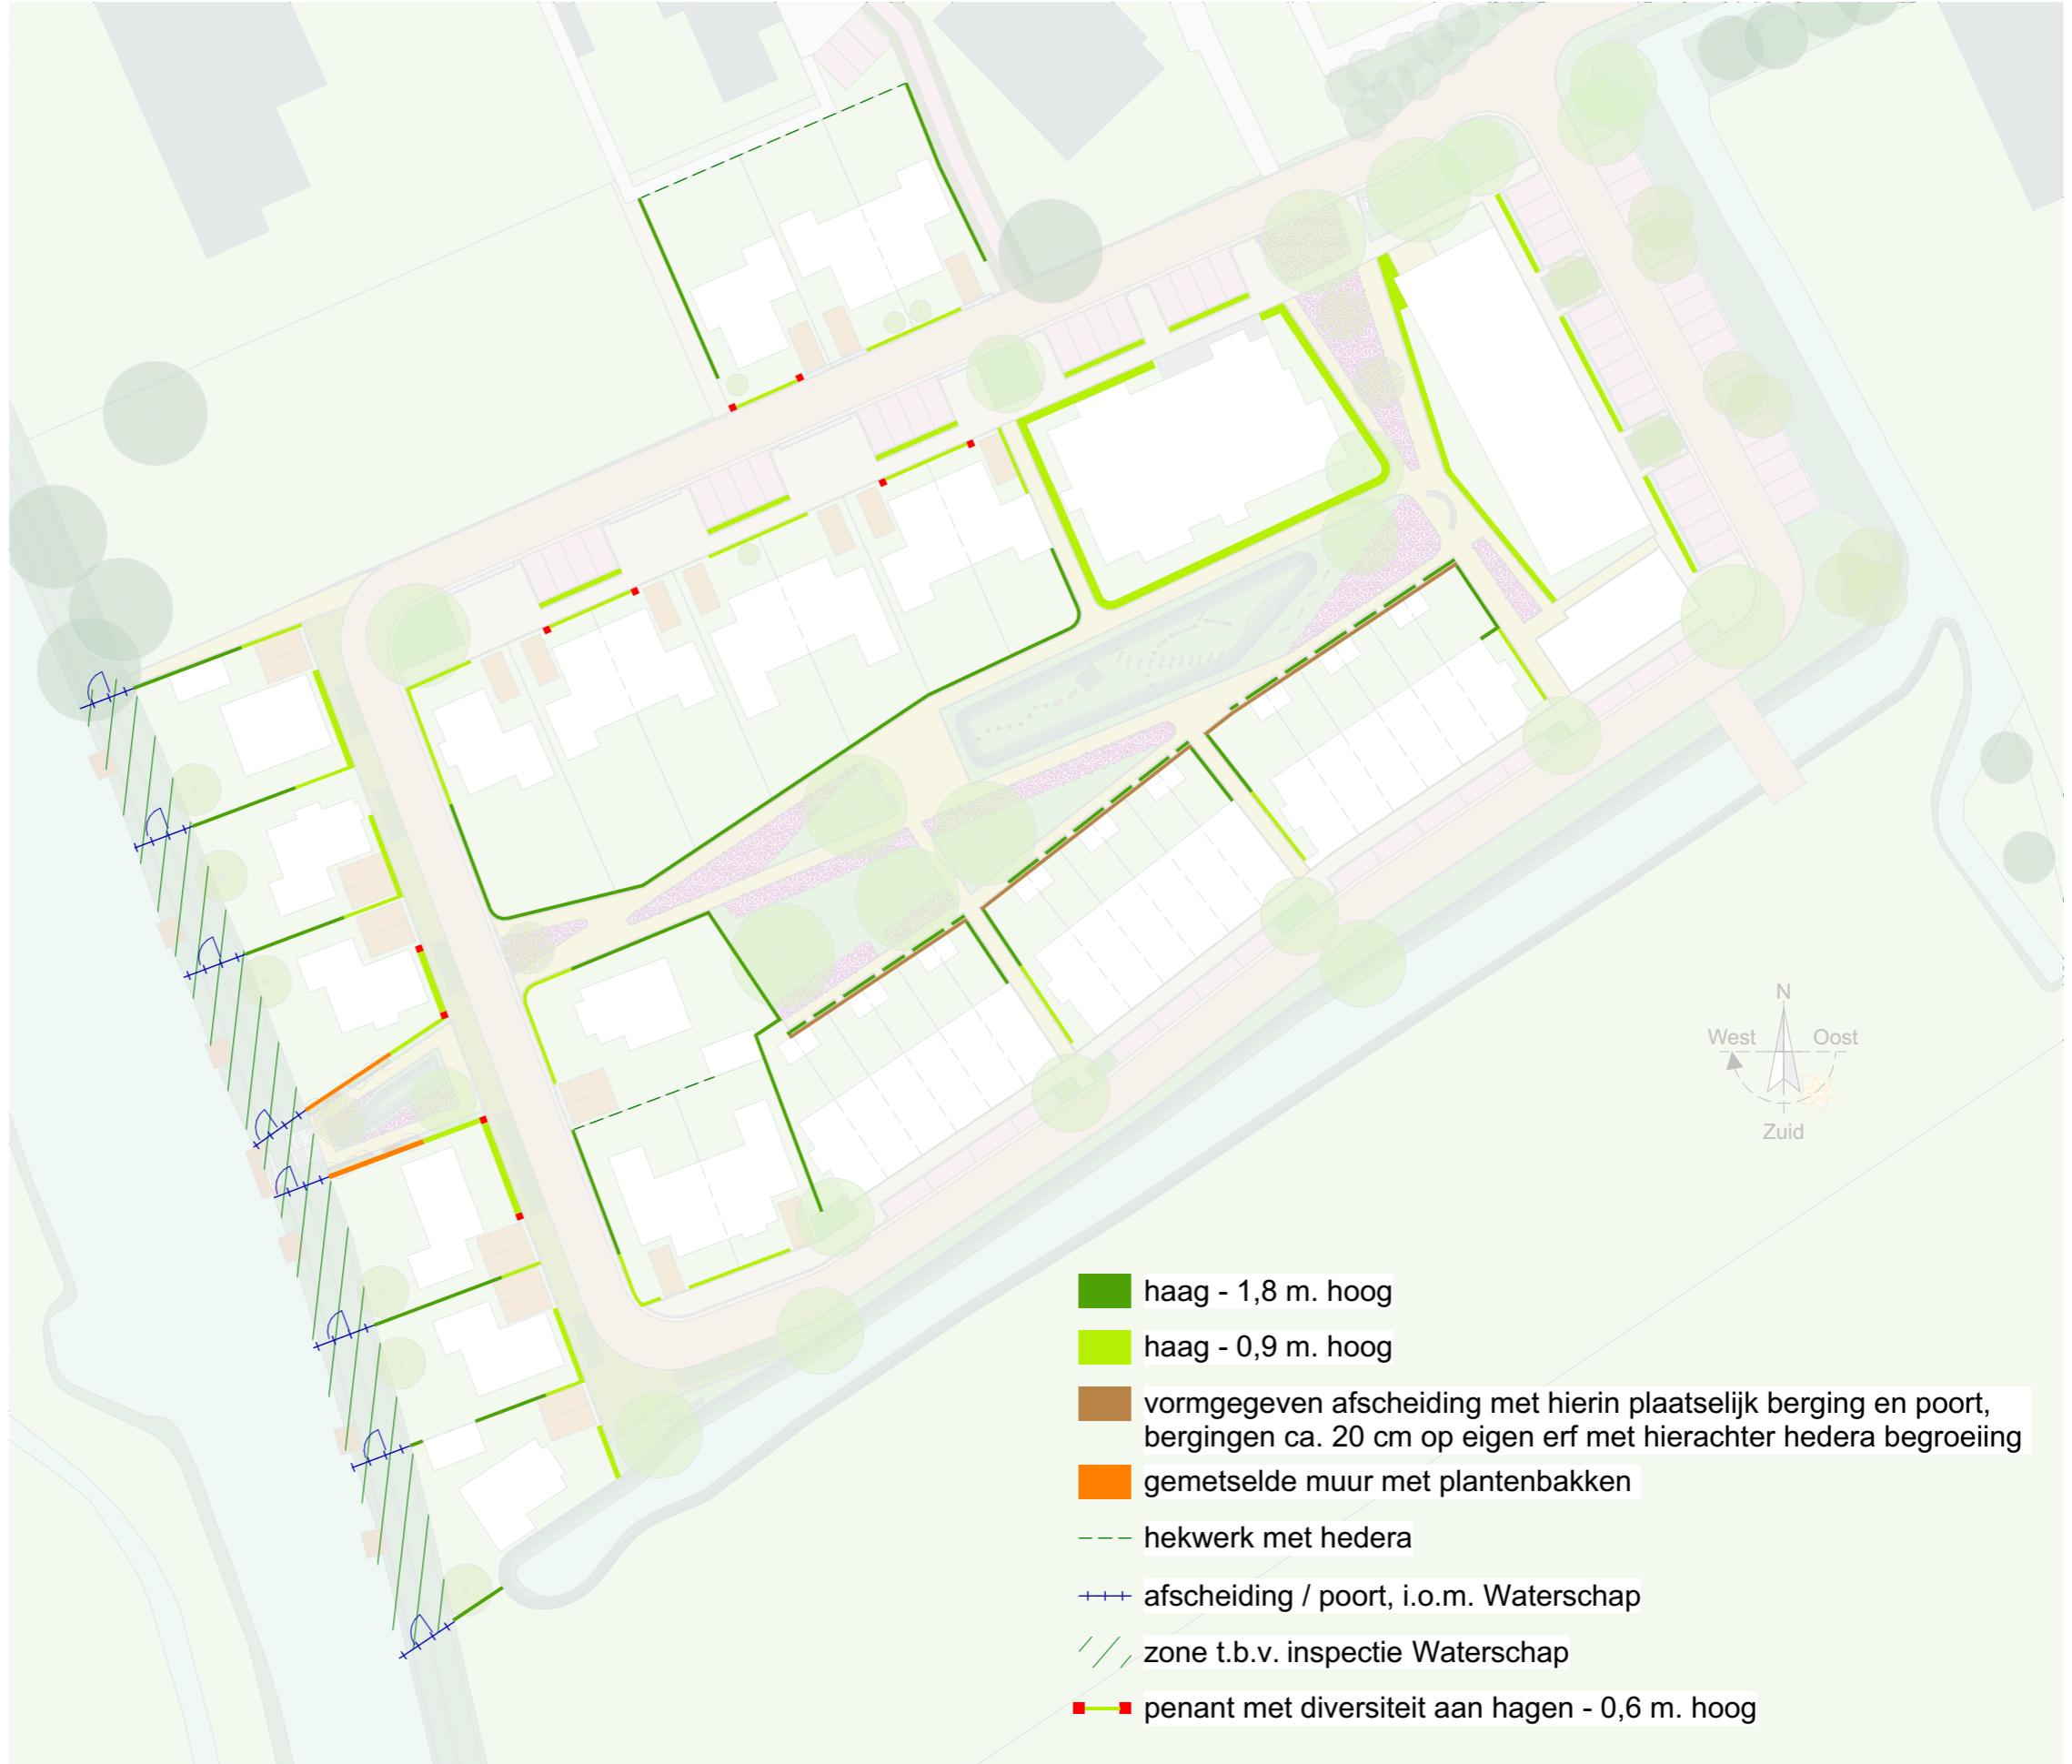 N
West
Oost
Zuid
haag - 1,8 m. hoog
haag - 0,9 m. hoog
vormgegeven afscheiding met hierin plaatselijk berging en poort,
bergingen ca. 20 cm op eigen erf met hierachter hedera begroeiing
gemetselde muur met plantenbakken
hekwerk met hedera
afscheiding / poort, i.o.m. Waterschap
zone t.b.v. inspectie Waterschap
penant met diversiteit aan hagen - 0,6 m. hoog